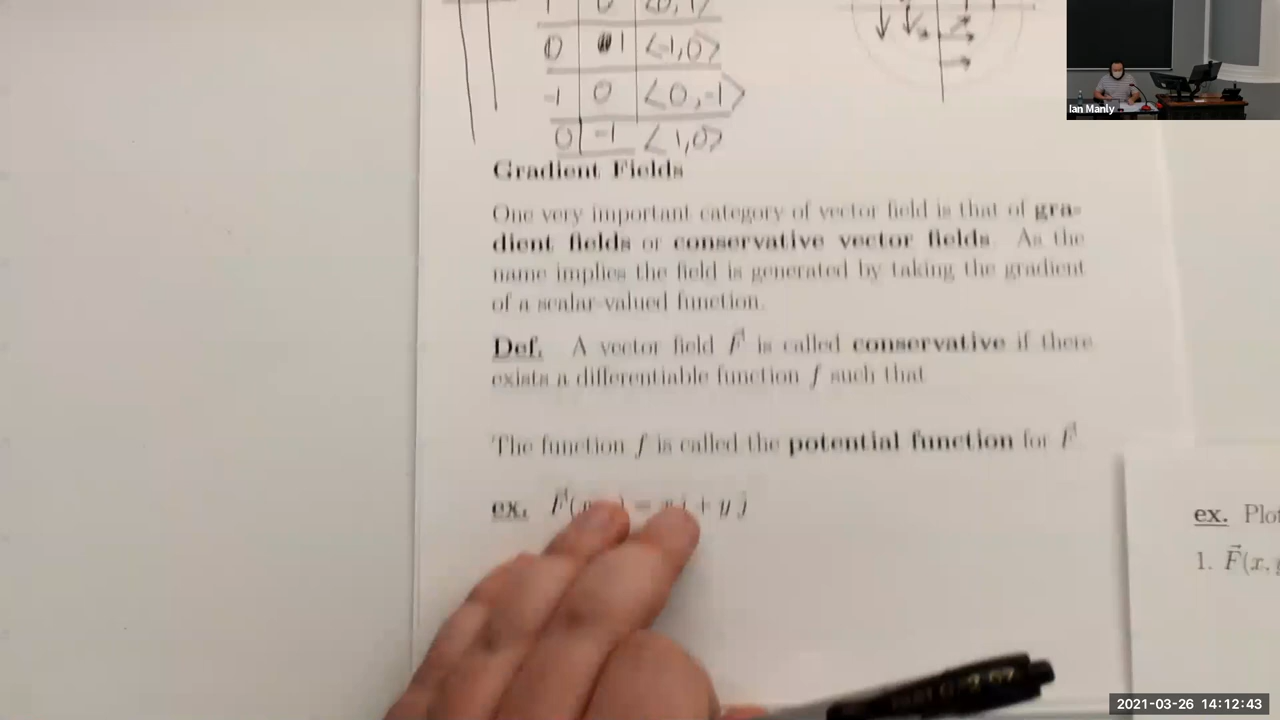 0 1 <-1,0>
-1 0 <0,-1>
0 -1 <1,0>
Gradient Fields
One very important category of vector field is that of gra-
dient fields or conservative vector fields. As the
name implies the field is generated by taking the gradient
of a scalar-valued function.
Def. A vector field F⃗ is called conservative if there
exists a differentiable function f such that
The function f is called the potential function for F⃗
ex. F⃗( ) = + y j
ex. Plo
1. F⃗(x,
Ian Manly
2021-03-26 14:12:43